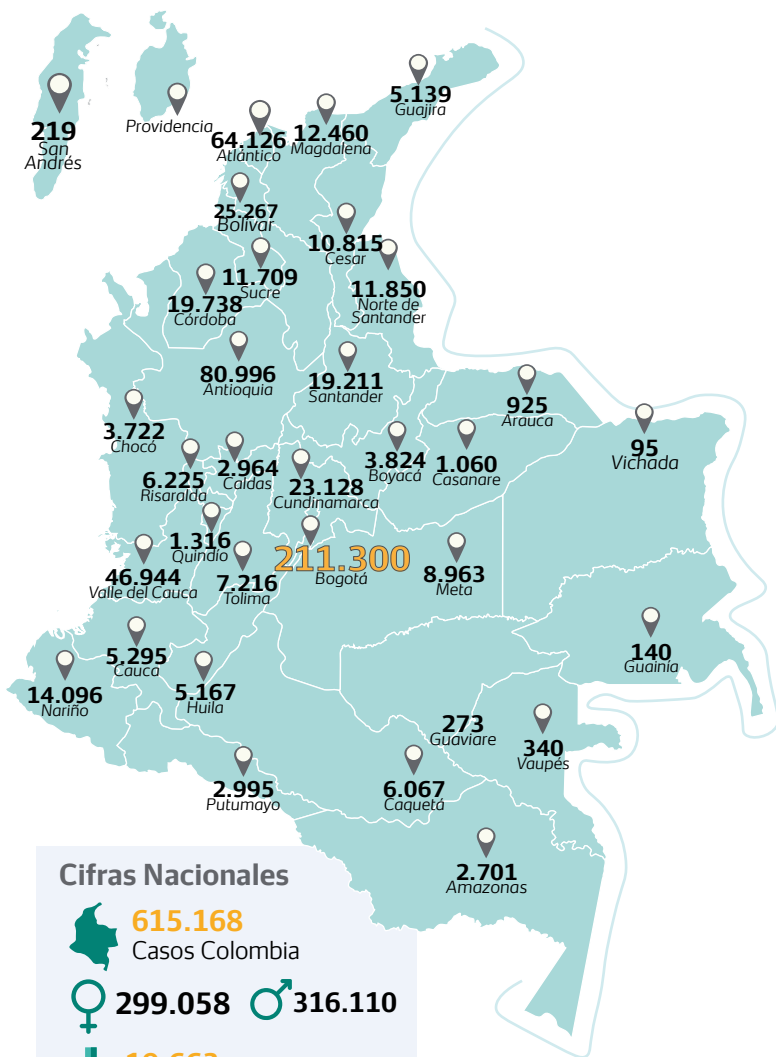 219
San
Andrés
Providencia
64.126
Atlántico
12.460
Magdalena
5.139
Guajira
25.267
Bolívar
10.815
Cesar
11.709
Sucre
11.850
Norte de
Santander
19.738
Córdoba
80.996
Antioquia
19.211
Santander
925
Arauca
95
Vichada
3.722
Chocó
6.225
Risaralda
2.964
Caldas
23.128
Cundinamarca
3.824
Boyacá
1.060
Casanare
1.316
Quindío
46.944
Valle del Cauca
7.216
Tolima
211.300
Bogotá
8.963
Meta
5.295
Cauca
14.096
Nariño
5.167
Huila
140
Guainía
273
Guaviare
340
Vaupés
2.995
Putumayo
6.067
Caquetá
2.701
Amazonas
Cifras Nacionales
615.168
Casos Colombia
299.058 316.110